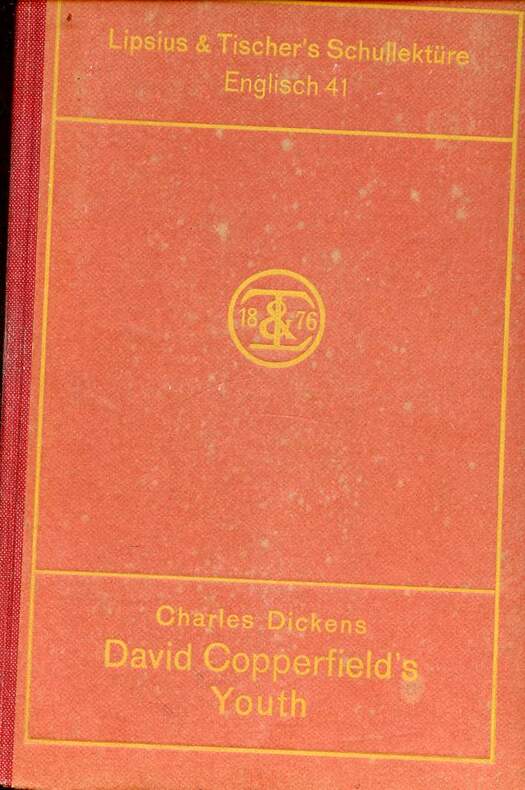 Lipsius & Tischer's Schullektüre
Englisch 41
18 L&T 76
Charles Dickens
David Copperfield's
Youth